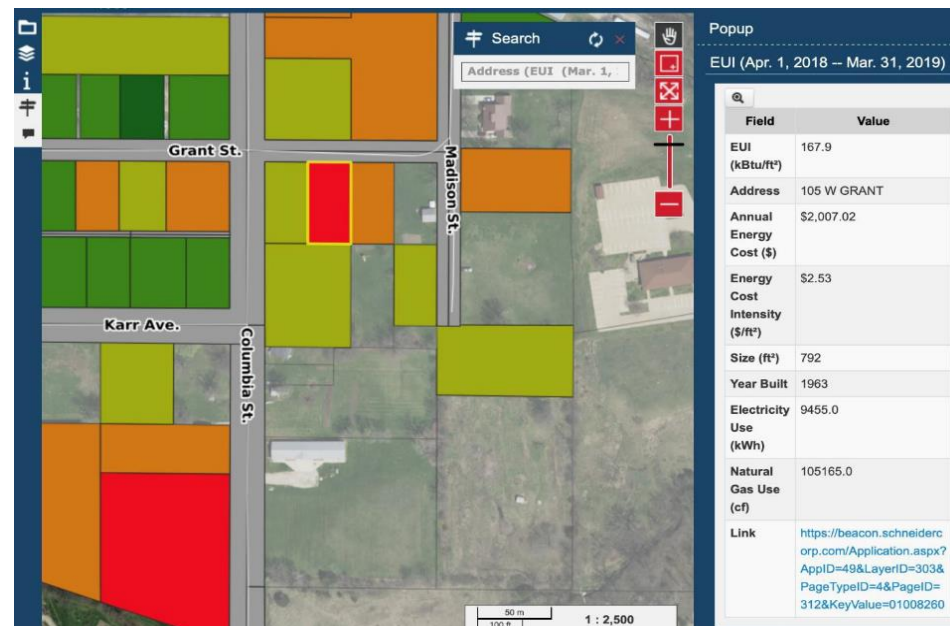 Search
Address (EUI (Mar. 1,
Grant St.
Madison St.
Karr Ave.
Columbia St.
50 m
100 ft
1 : 2,500
Popup
EUI (Apr. 1, 2018 -- Mar. 31, 2019)
Field Value
EUI (kBtu/ft²) 167.9
Address 105 W GRANT
Annual Energy Cost ($) $2,007.02
Energy Cost Intensity ($/ft²) $2.53
Size (ft²) 792
Year Built 1963
Electricity Use (kWh) 9455.0
Natural Gas Use (cf) 105165.0
Link https://beacon.schneiderc
orp.com/Application.aspx?
AppID=49&LayerID=303&
PageTypeID=4&PageID=
312&KeyValue=01008260